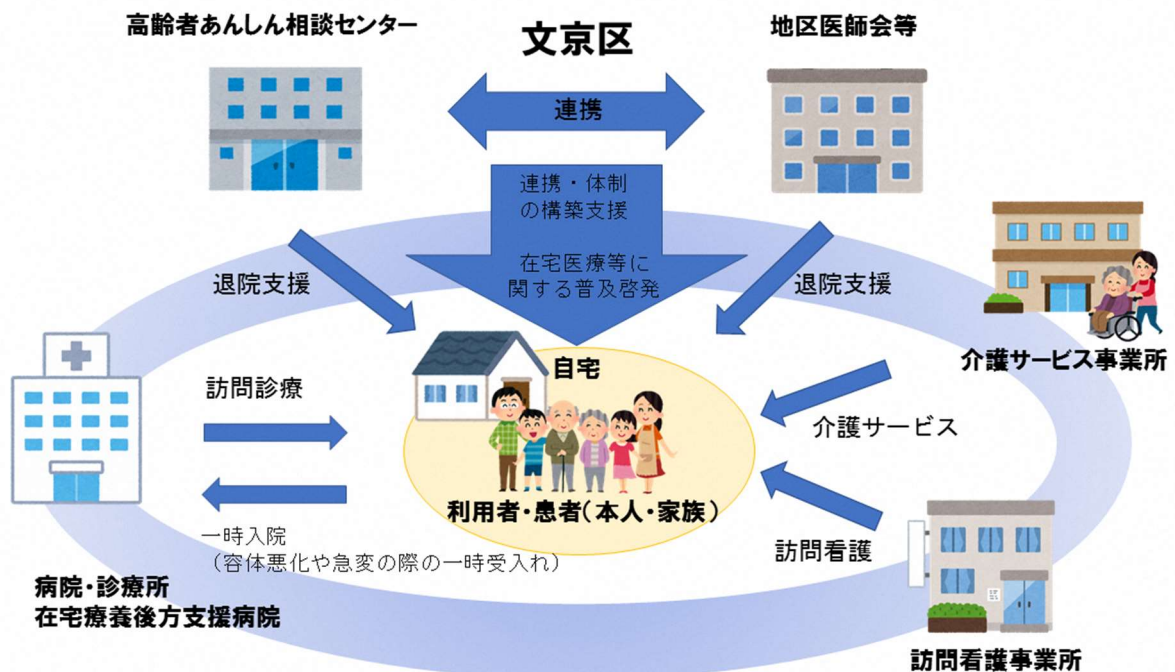 高齢者あんしん相談センター
文京区
地区医師会等
連携
連携・体制
の構築支援
在宅医療等に
関する普及啓発
退院支援
退院支援
介護サービス事業所
自宅
訪問診療
介護サービス
利用者・患者(本人・家族)
一時入院
(容体悪化や急変の際の一時受入れ)
訪問看護
病院・診療所
在宅療養後方支援病院
訪問看護事業所